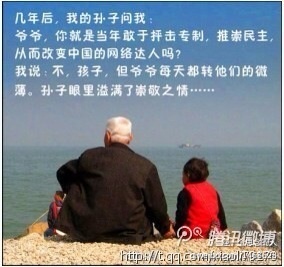 几年后，我的孙子问我：
爷爷，你就是当年敢于抨击专制，推崇民主，
从而改变中国的网络达人吗？
我说：不，孩子，但爷爷每天都转他们的微
薄。孙子眼里溢满了崇敬之情……
腾讯微博